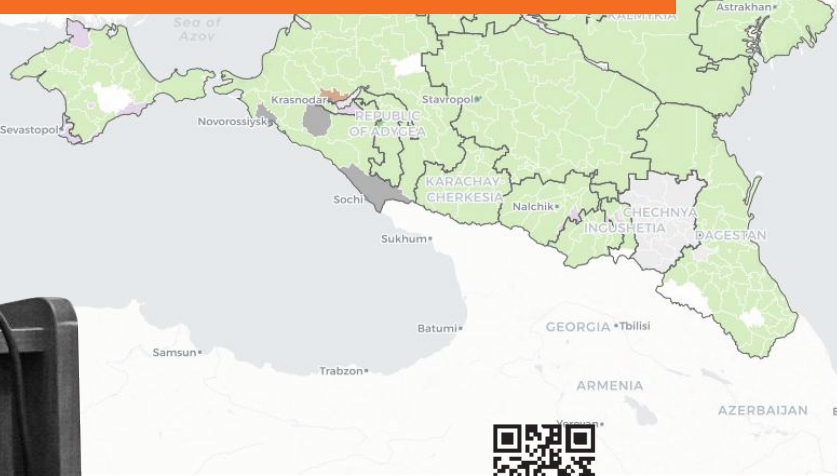 KALMYKIA
Astrakhan
Sea of
Azov
Krasnodar
Stavropol
Sevastopol
Novorossiysk
REPUBLIC
OF ADYGEA
Sochi
KARACHAY
CHERKESIA
Nalchik
CHECHNYA
INGUSHETIA
DAGESTAN
Sukhum
Batumi
GEORGIA
Tbilisi
Samsun
Trabzon
ARMENIA
AZERBAIJAN
Yerevan